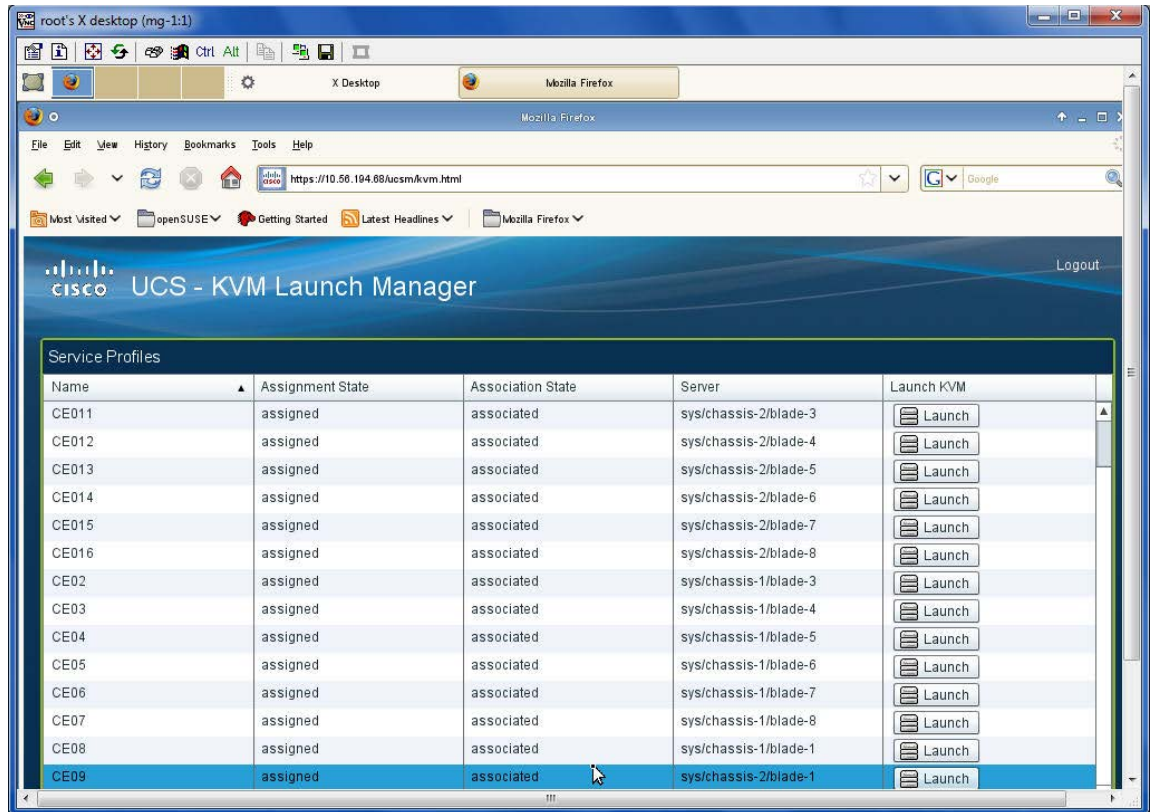 root's X desktop (mg-1:1)
Ctrl Alt
X Desktop Mozilla Firefox
Mozilla Firefox
File Edit View History Bookmarks Tools Help
https://10.56.194.68/ucsm/kvm.html Google
Most Visited openSUSE Getting Started Latest Headlines Mozilla Firefox
Logout
CISCO UCS - KVM Launch Manager
Service Profiles
Name Assignment State Association State Server Launch KVM
CE011 assigned associated sys/chassis-2/blade-3 Launch
CE012 assigned associated sys/chassis-2/blade-4 Launch
CE013 assigned associated sys/chassis-2/blade-5 Launch
CE014 assigned associated sys/chassis-2/blade-6 Launch
CE015 assigned associated sys/chassis-2/blade-7 Launch
CE016 assigned associated sys/chassis-2/blade-8 Launch
CE02 assigned associated sys/chassis-1/blade-3 Launch
CE03 assigned associated sys/chassis-1/blade-4 Launch
CE04 assigned associated sys/chassis-1/blade-5 Launch
CE05 assigned associated sys/chassis-1/blade-6 Launch
CE06 assigned associated sys/chassis-1/blade-7 Launch
CE07 assigned associated sys/chassis-1/blade-8 Launch
CE08 assigned associated sys/chassis-1/blade-1 Launch
CE09 assigned associated sys/chassis-2/blade-1 Launch